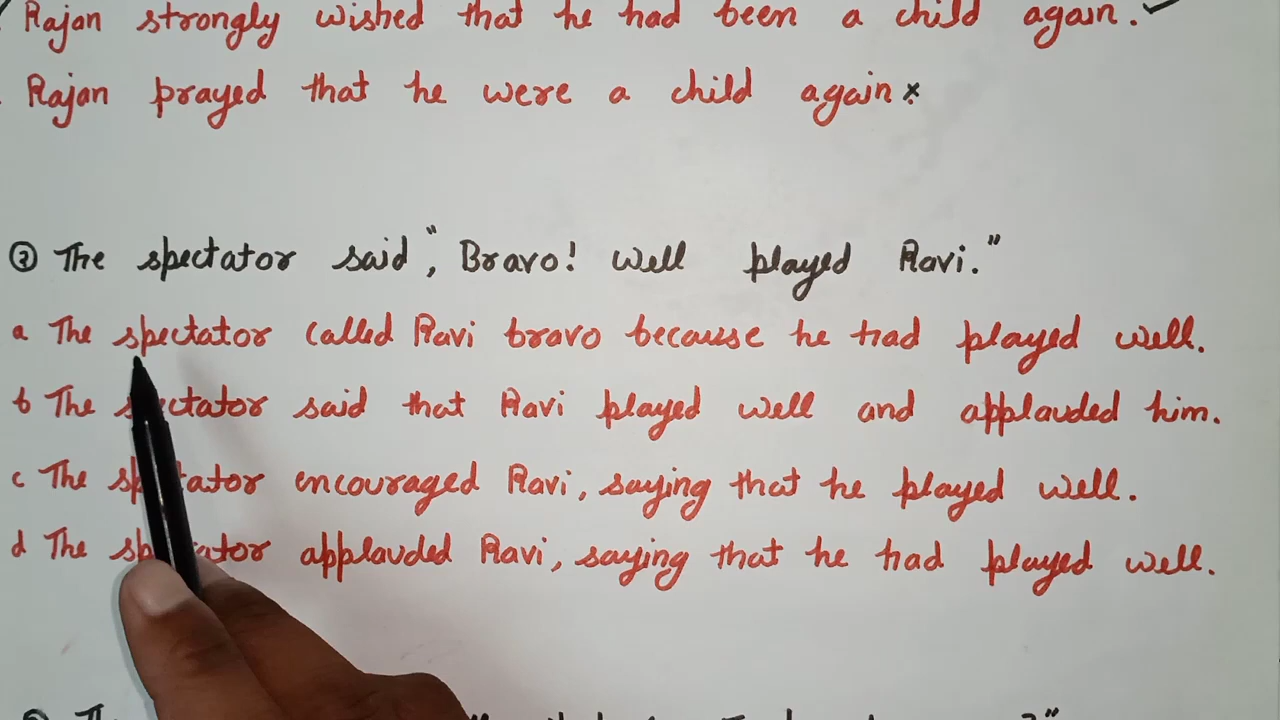 Rajan strongly wished that he had been a child again. ✓
Rajan prayed that he were a child again. ×
② The spectator said", Bravo! well played Ravi."
a The spectator called Ravi bravo because he had played well.
b The spectator said that Ravi played well and applauded him.
c The spectator encouraged Ravi, saying that he played well.
d The spectator applauded Ravi, saying that he had played well.